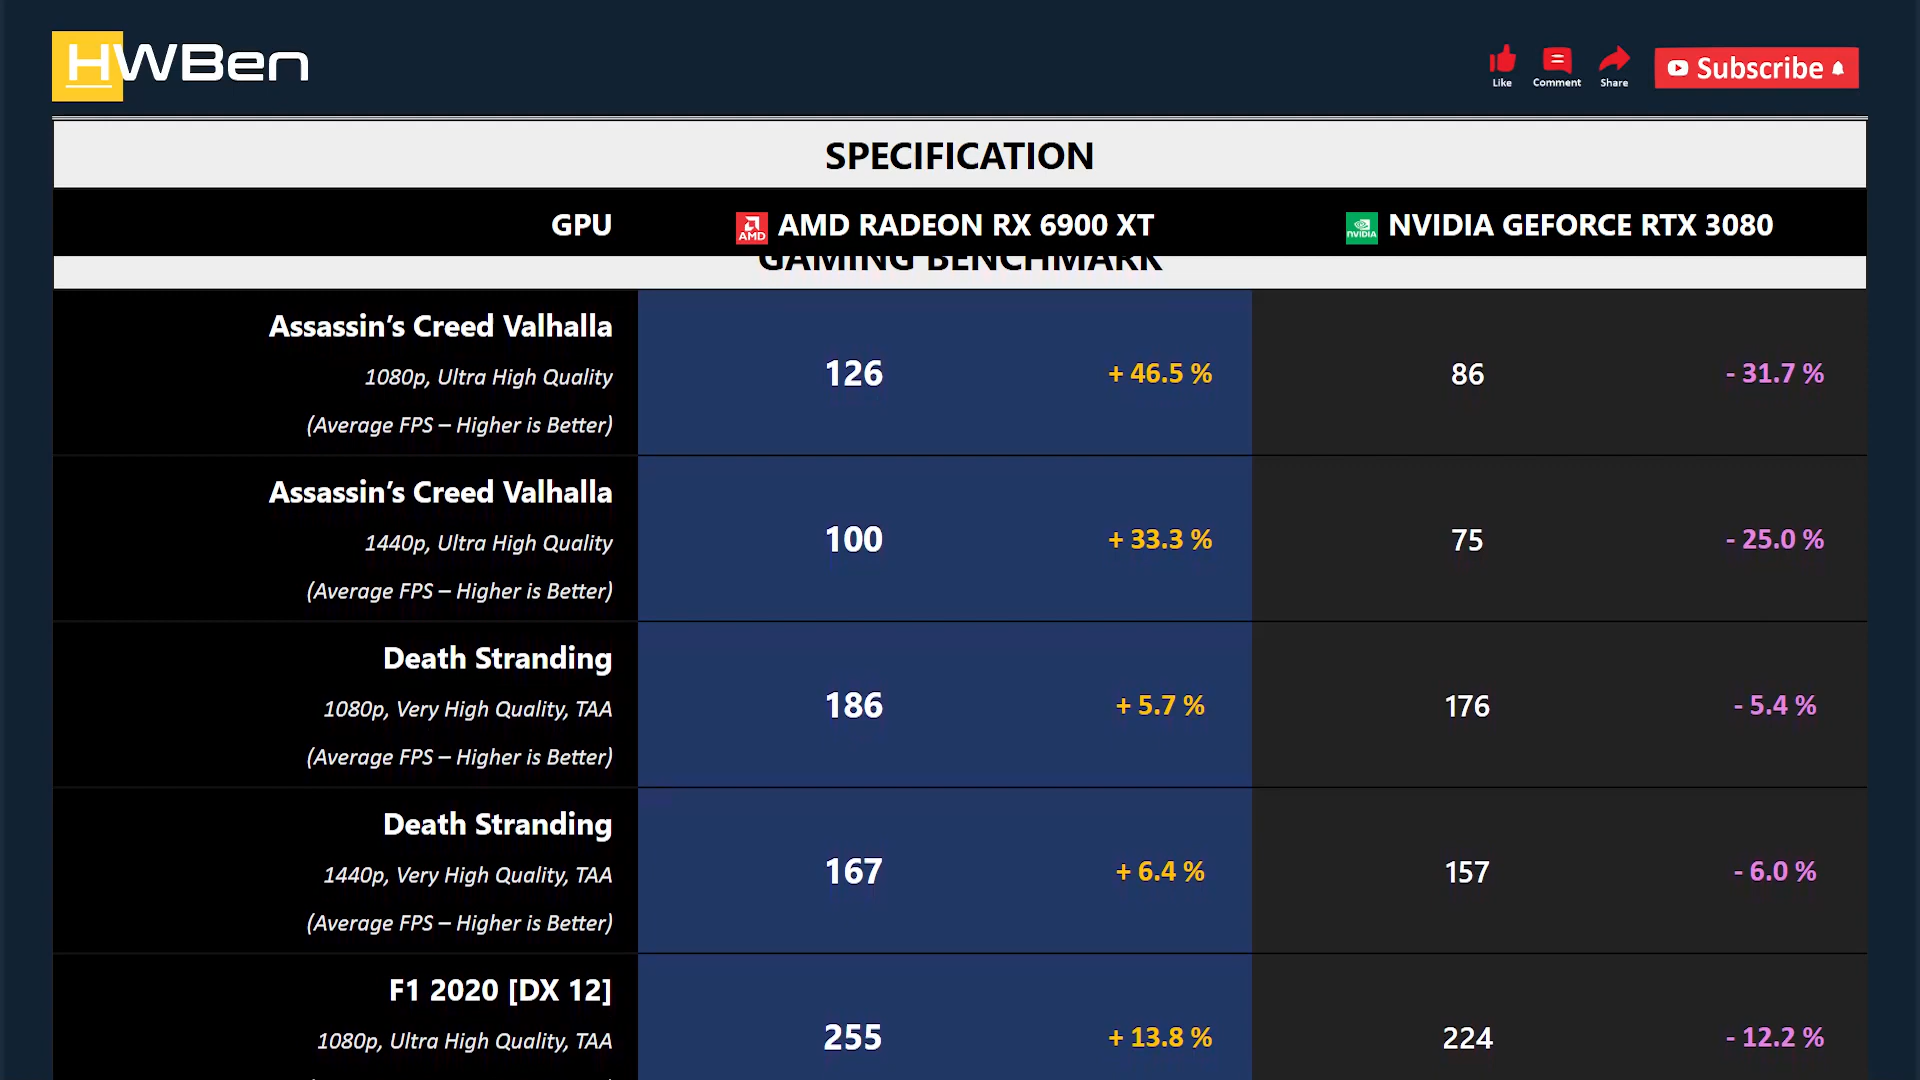 HWBen
Like
Comment
Share
Subscribe
SPECIFICATION
GPU AMD AMD RADEON RX 6900 XT NVIDIA NVIDIA GEFORCE RTX 3080
GAMING BENCHMARK
Assassin’s Creed Valhalla
1080p, Ultra High Quality 126 + 46.5 % 86 - 31.7 %
(Average FPS – Higher is Better)
Assassin’s Creed Valhalla
1440p, Ultra High Quality 100 + 33.3 % 75 - 25.0 %
(Average FPS – Higher is Better)
Death Stranding
1080p, Very High Quality, TAA 186 + 5.7 % 176 - 5.4 %
(Average FPS – Higher is Better)
Death Stranding
1440p, Very High Quality, TAA 167 + 6.4 % 157 - 6.0 %
(Average FPS – Higher is Better)
F1 2020 [DX 12]
1080p, Ultra High Quality, TAA 255 + 13.8 % 224 - 12.2 %